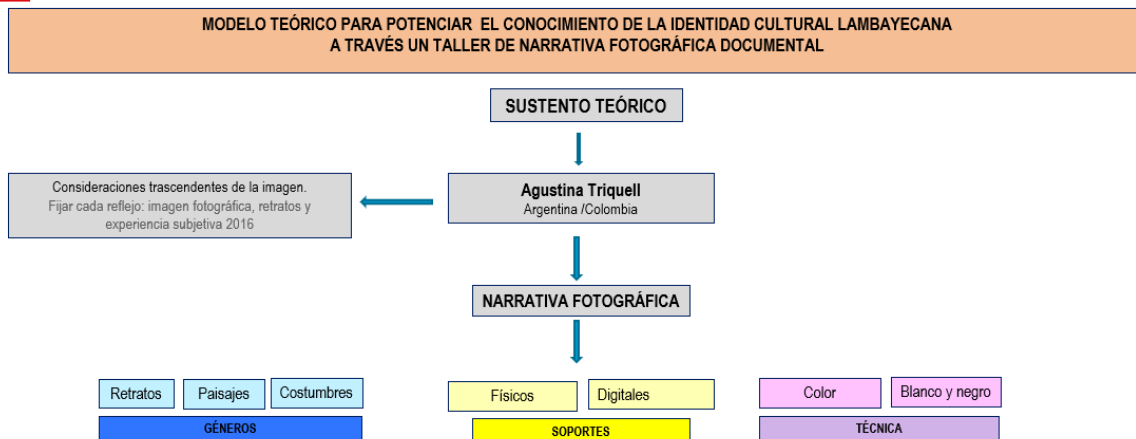 MODELO TEÓRICO PARA POTENCIAR EL CONOCIMIENTO DE LA IDENTIDAD CULTURAL LAMBAYECANA
A TRAVÉS UN TALLER DE NARRATIVA FOTOGRÁFICA DOCUMENTAL
SUSTENTO TEÓRICO
Consideraciones trascendentes de la imagen.
Fijar cada reflejo: imagen fotográfica, retratos y
experiencia subjetiva 2016
Agustina Triquell
Argentina /Colombia
NARRATIVA FOTOGRÁFICA
Retratos
Paisajes
Costumbres
GÉNEROS
Físicos
Digitales
SOPORTES
Color
Blanco y negro
TÉCNICA